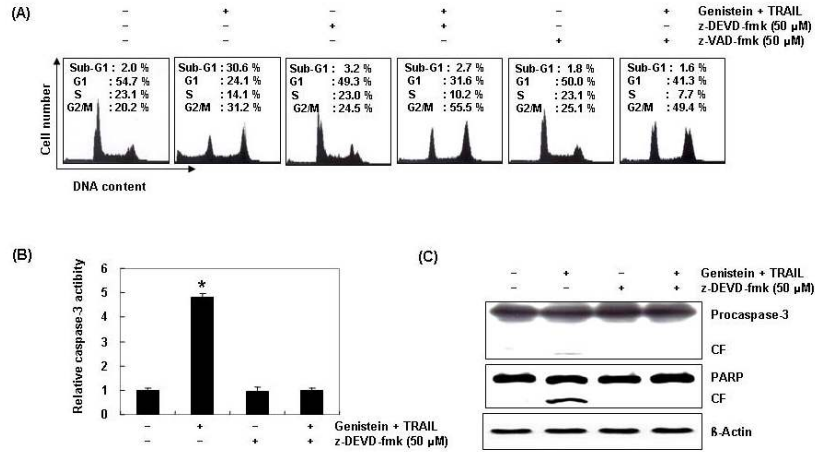 (A)
– + – + – + Genistein + TRAIL
– – + + – – z-DEVD-fmk (50 µM)
– – – – + + z-VAD-fmk (50 µM)
Sub-G1 : 2.0 % Sub-G1 : 30.6 % Sub-G1 : 3.2 % Sub-G1 : 2.7 % Sub-G1 : 1.8 % Sub-G1 : 1.6 %
G1 : 54.7 % G1 : 24.1 % G1 : 49.3 % G1 : 31.6 % G1 : 50.0 % G1 : 41.3 %
S : 23.1 % S : 14.1 % S : 23.0 % S : 10.2 % S : 23.1 % S : 7.7 %
G2/M : 20.2 % G2/M : 31.2 % G2/M : 24.5 % G2/M : 55.5 % G2/M : 25.1 % G2/M : 49.4 %
Cell number
DNA content
(B)
Relative caspase-3 actibity
6
5
4
3
2
1
0
*
– + – + Genistein + TRAIL
– – + + z-DEVD-fmk (50 µM)
(C)
– + – + Genistein + TRAIL
– – + + z-DEVD-fmk (50 µM)
Procaspase-3
CF
PARP
CF
ß-Actin